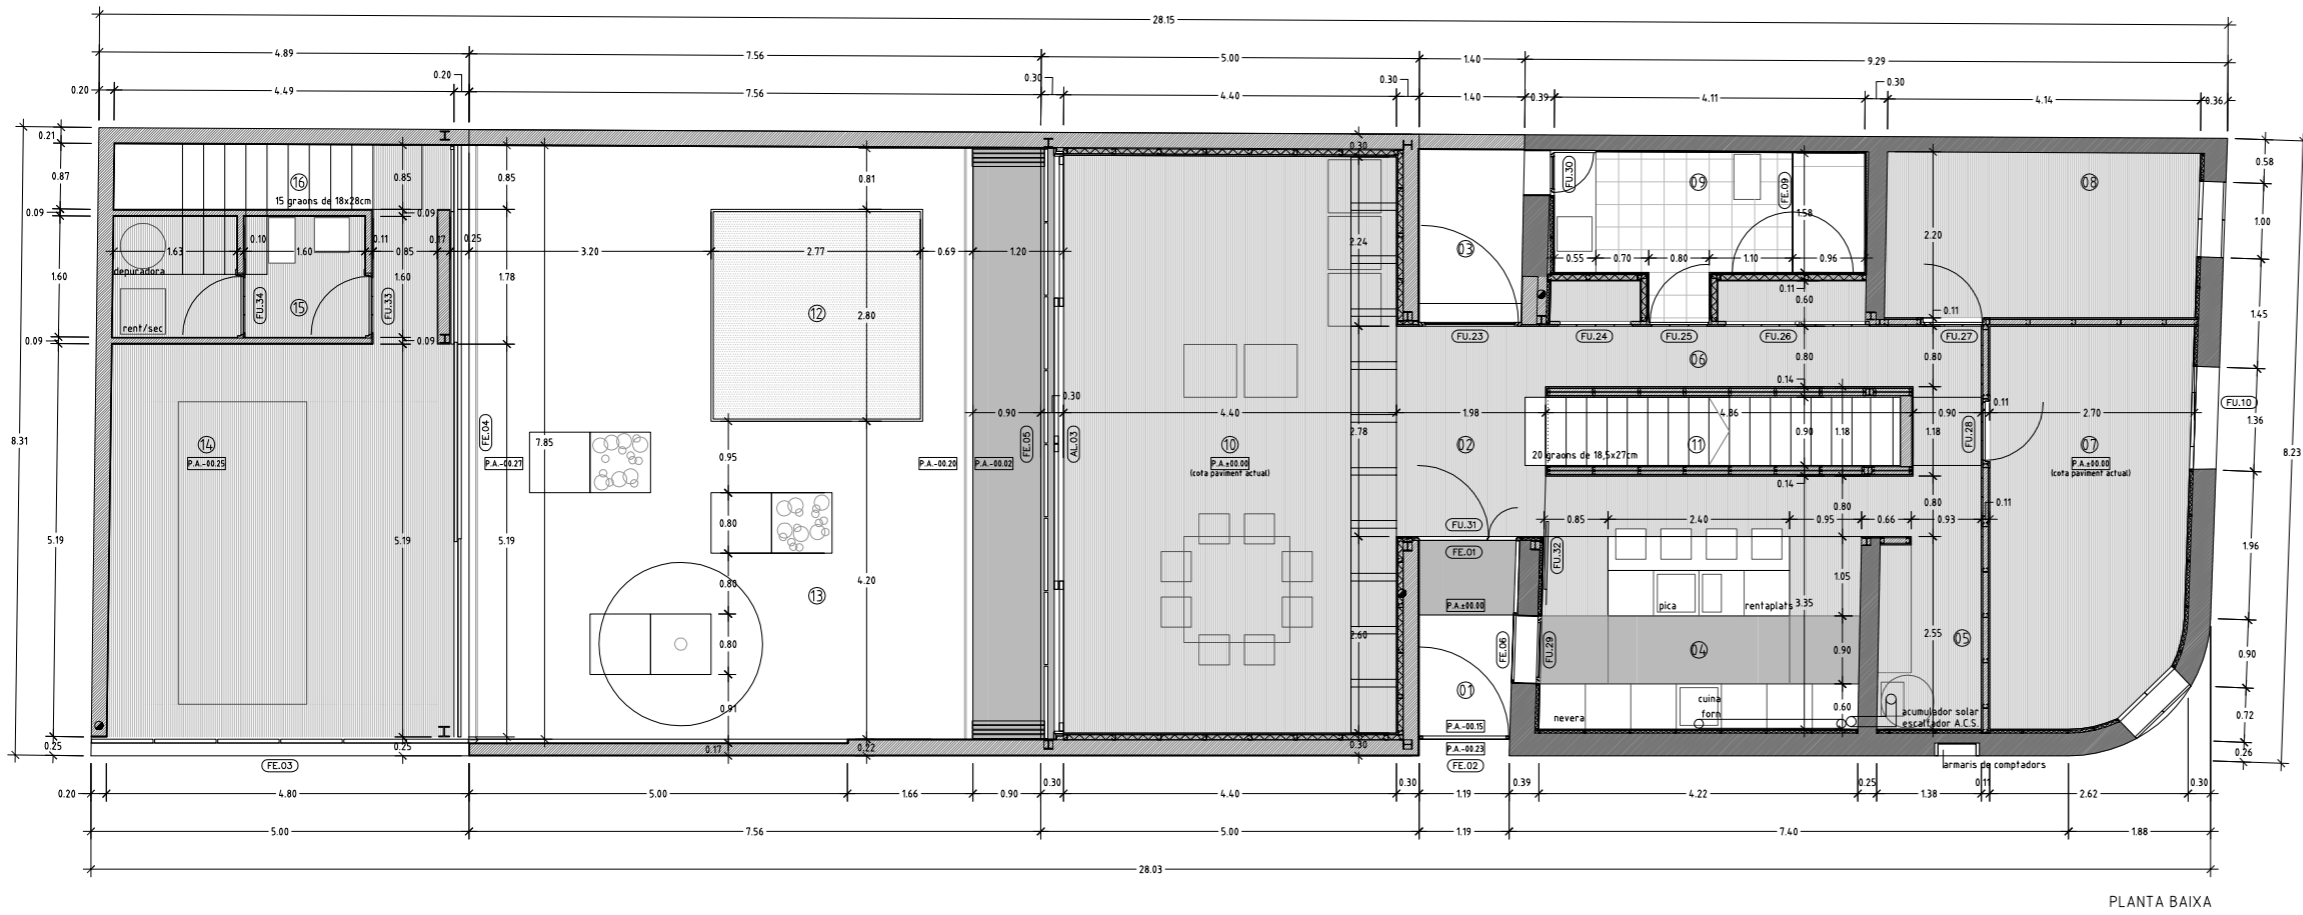 28.15
4.89 7.56 5.00 1.40 9.29
0.20 4.49 0.20 7.56 0.30 4.40 0.30 1.40 0.39 4.11 0.30 4.14 0.36
8.31
0.21
0.87
0.09
1.60
0.09
5.19
0.25
16
15 graons de 18x28cm
0.85
0.09
0.10 0.11
1.63 1.60 0.85 0.17 0.25
1.60
depuradora
rent/sec
15
FU.34
FU.33
0.09
14
P.A.-00.25
5.19
0.25
FE.03
0.85
1.78
5.19
FE.04
P.A.-00.27
7.85
3.20 2.77 0.69 1.20
0.81
12
2.80
0.95
0.80
0.80
0.80
0.91
4.20
13
0.17 0.22
P.A.-00.20
P.A.-00.02
0.90
0.30
FE.05
AL.03
4.40
10
P.A.±00.00
(cota paviment actual)
0.30
2.24
2.78
2.60
0.30
03
FU.23
1.98
02
FU.31
FE.01
P.A.±00.00
FE.06
01
P.A.-00.15
P.A.-00.23
FE.02
FU.30
09
FE.09
1.58
0.55 0.70 0.80 1.10 0.96
0.11
0.60
FU.24
FU.25
FU.26
06
0.80
0.14
4.86
0.90
1.18
11
20 graons de 18,5x27cm
0.14
0.80
0.85 2.40 0.95 0.66 0.93
FU.32
FU.29
pica
rentaplats
3.35
1.05
0.90
0.60
04
nevera
cuina
forn
2.55
05
acumulador solar
escalfador A.C.S.
armaris de comptadors
08
2.20
0.11
FU.27
0.80
1.18
0.80
0.90
FU.28
0.11
0.11
2.70
07
P.A.±00.00
(cota paviment actual)
FU.10
0.58
1.00
1.45
1.36
1.96
0.90
0.72
0.26
8.23
0.20 4.80 5.00 1.66 0.90 0.30 4.40 0.30 1.19 0.39 4.22 0.25 1.38 0.11 2.62 0.30
5.00 7.56 5.00 1.19 7.40 1.88
28.03
PLANTA BAIXA